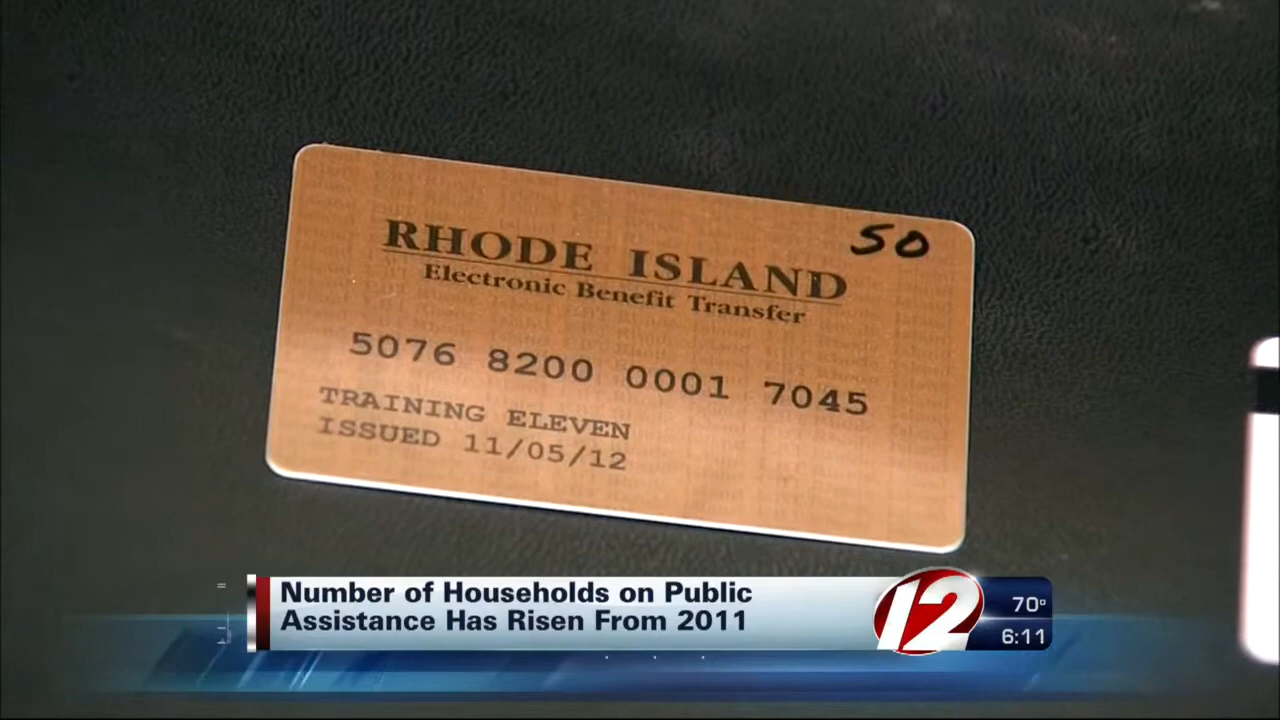 50
RHODE ISLAND
Electronic Benefit Transfer
5076 8200 0001 7045
TRAINING ELEVEN
ISSUED 11/05/12
Number of Households on Public
Assistance Has Risen From 2011
12
70°
6:11